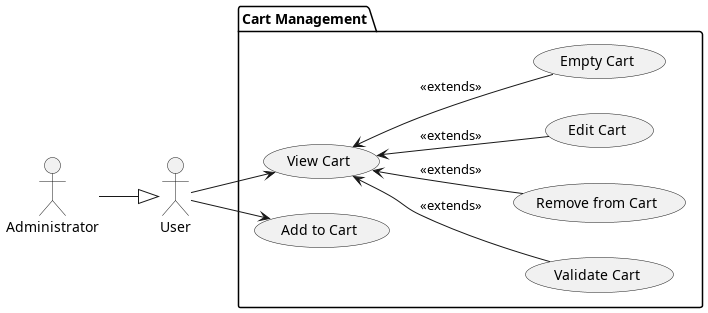 Cart Management
Empty Cart
«extends»
Edit Cart
«extends»
View Cart
«extends»
Remove from Cart
«extends»
Administrator
User
Add to Cart
Validate Cart